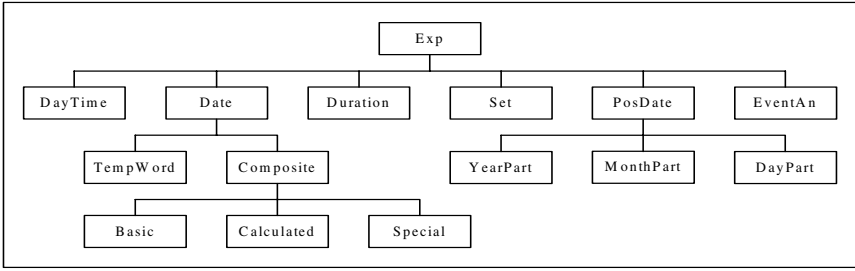 Exp
DayTime Date Duration Set PosDate EventAn
TempWord Composite YearPart MonthPart DayPart
Basic Calculated Special